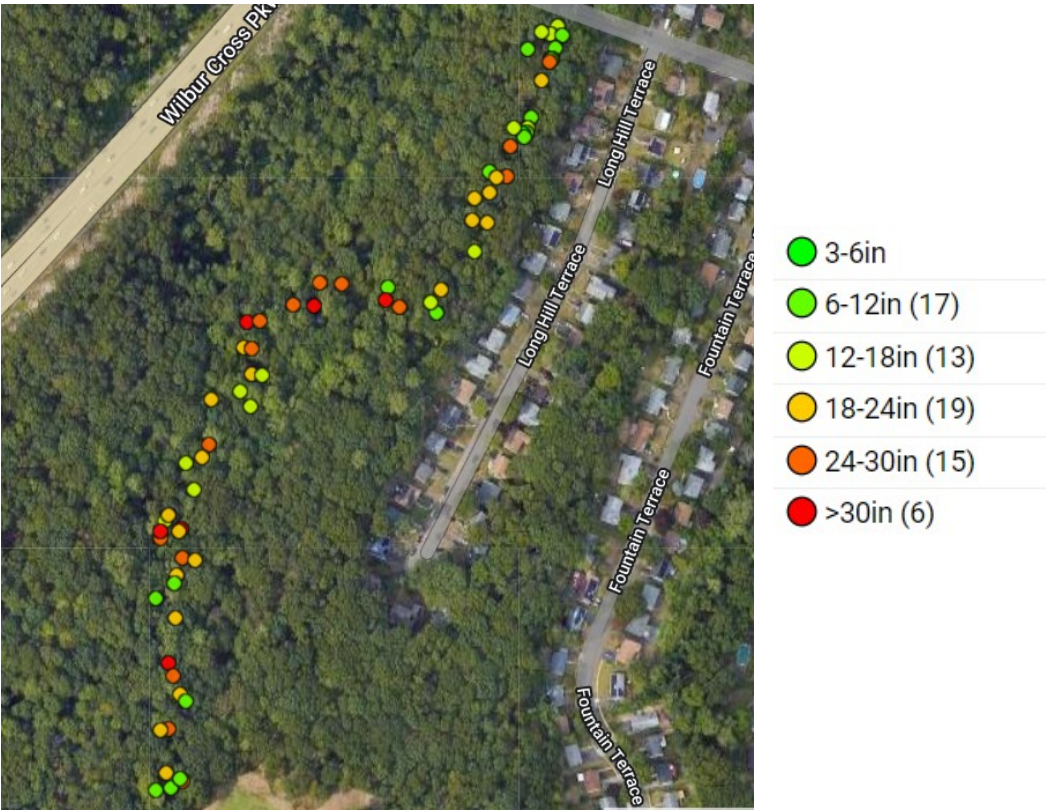 Wilbur Cross Pkw
Long Hill Terrace
Long Hill Terrace
Fountain Terrace
Fountain Terrace
Fountain Terrace
3-6in
6-12in (17)
12-18in (13)
18-24in (19)
24-30in (15)
>30in (6)